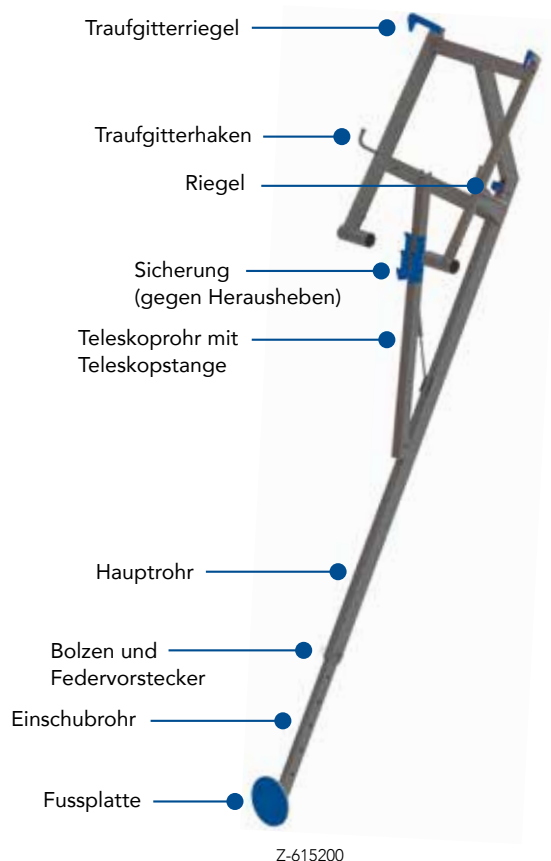 Traufgitterriegel
Traufgitterhaken
Riegel
Sicherung
(gegen Herausheben)
Teleskoprohr mit
Teleskopstange
Hauptrohr
Bolzen und
Federvorstecker
Einschubrohr
Fussplatte
Z-615200